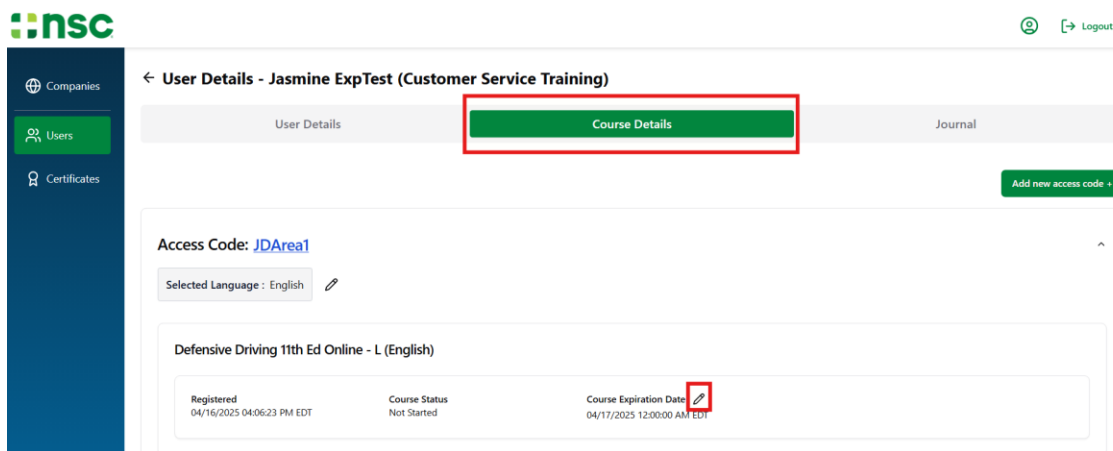 nsc
Logout
Companies
Users
Certificates
User Details - Jasmine ExpTest (Customer Service Training)
User Details
Course Details
Journal
Add new access code +
Access Code: JDArea1
Selected Language : English
Defensive Driving 11th Ed Online - L (English)
Registered
04/16/2025 04:06:23 PM EDT
Course Status
Not Started
Course Expiration Date
04/17/2025 12:00:00 AM EDT